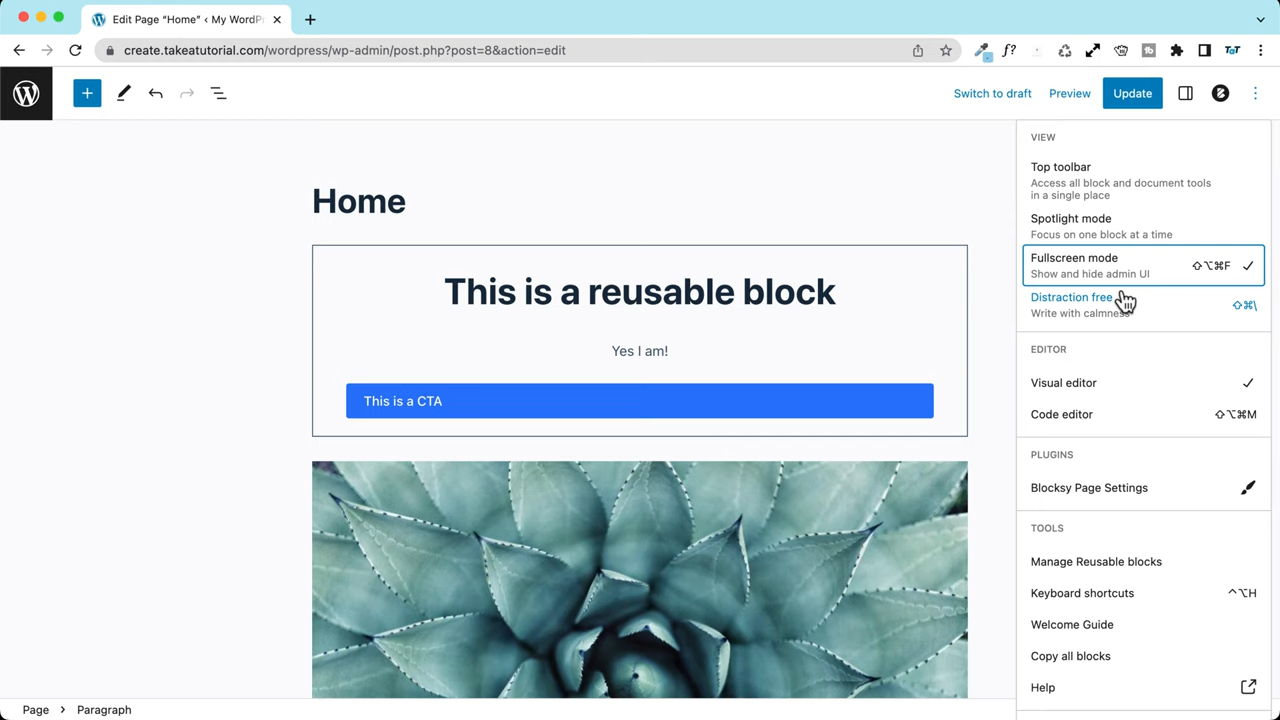 Edit Page “Home” ‹ My WordPr
create.takeatutorial.com/wordpress/wp-admin/post.php?post=8&action=edit
Switch to draft
Preview
Update
VIEW
Top toolbar
Access all block and document tools
in a single place
Spotlight mode
Focus on one block at a time
Fullscreen mode
⇧⌥⌘F
Show and hide admin UI
Distraction free
⇧⌘\
Write with calmness
EDITOR
Visual editor
Code editor
⇧⌥⌘M
PLUGINS
Blocksy Page Settings
TOOLS
Manage Reusable blocks
Keyboard shortcuts
⌃⌥H
Welcome Guide
Copy all blocks
Help
Home
This is a reusable block
Yes I am!
This is a CTA
Page › Paragraph